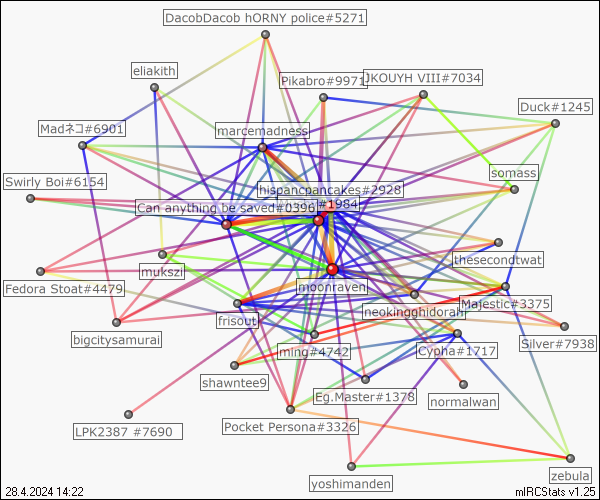 DacobDacob hORNY police#5271
eliakith
Pikabro#9971
JKOUYH VIII#7034
Duck#1245
Madネコ#6901
marcemadness
somass
Swirly Boi#6154
hispancpancakes#2928
#1984
Can anything be saved#0396
thesecondtwat
Fedora Stoat#4479
mukszi
moonraven
Majestic#3375
frisout
neokingghidorah
bigcitysamurai
ming#4742
Cypha#1717
Silver#7938
shawntee9
Eg.Master#1378
normalwan
LPK2387 #7690
Pocket Persona#3326
yoshimanden
zebula
28.4.2024 14:22
mIRCStats v1.25